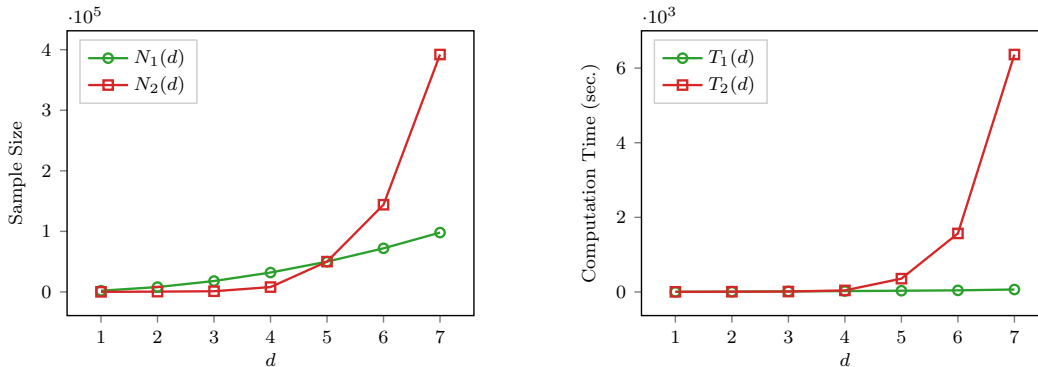 ·10^5
Sample Size
4
3
2
1
0
N_1(d)
N_2(d)
1 2 3 4 5 6 7
d
·10^3
Computation Time (sec.)
6
4
2
0
T_1(d)
T_2(d)
1 2 3 4 5 6 7
d